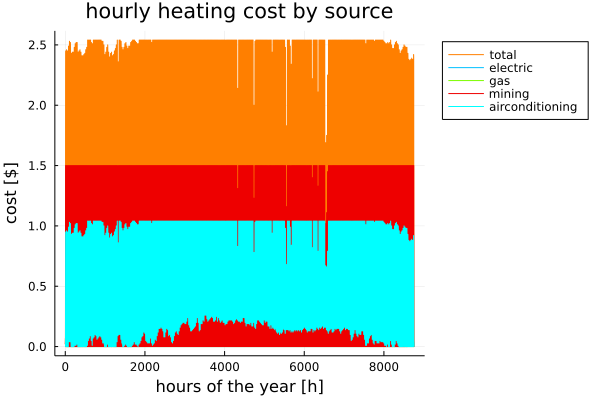 hourly heating cost by source
cost [$]
2.5
2.0
1.5
1.0
0.5
0.0
0 2000 4000 6000 8000
hours of the year [h]
total
electric
gas
mining
airconditioning